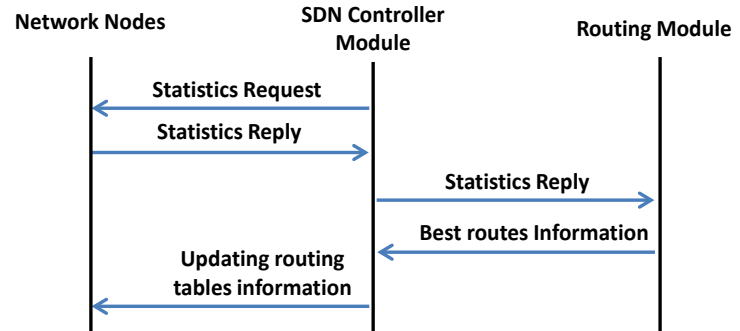 Network Nodes
SDN Controller
Module
Routing Module
Statistics Request
Statistics Reply
Statistics Reply
Best routes Information
Updating routing
tables information